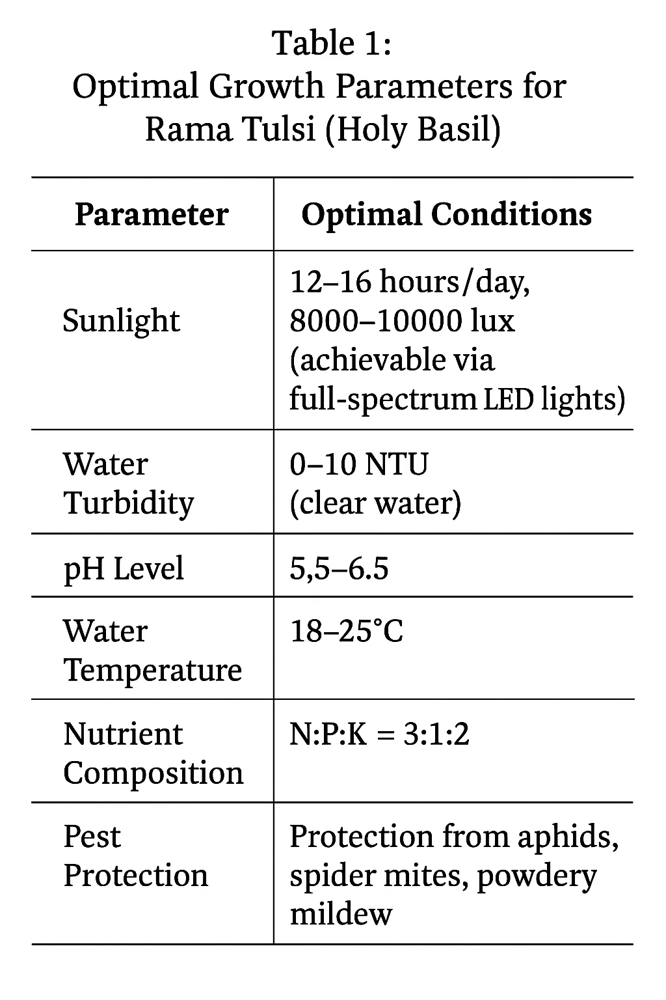 Table 1:
Optimal Growth Parameters for
Rama Tulsi (Holy Basil)
Parameter
Optimal Conditions
Sunlight
12–16 hours/day,
8000–10000 lux
(achievable via
full-spectrum LED lights)
Water
Turbidity
0–10 NTU
(clear water)
pH Level
5,5–6.5
Water
Temperature
18–25°C
Nutrient
Composition
N:P:K = 3:1:2
Pest
Protection
Protection from aphids,
spider mites, powdery
mildew